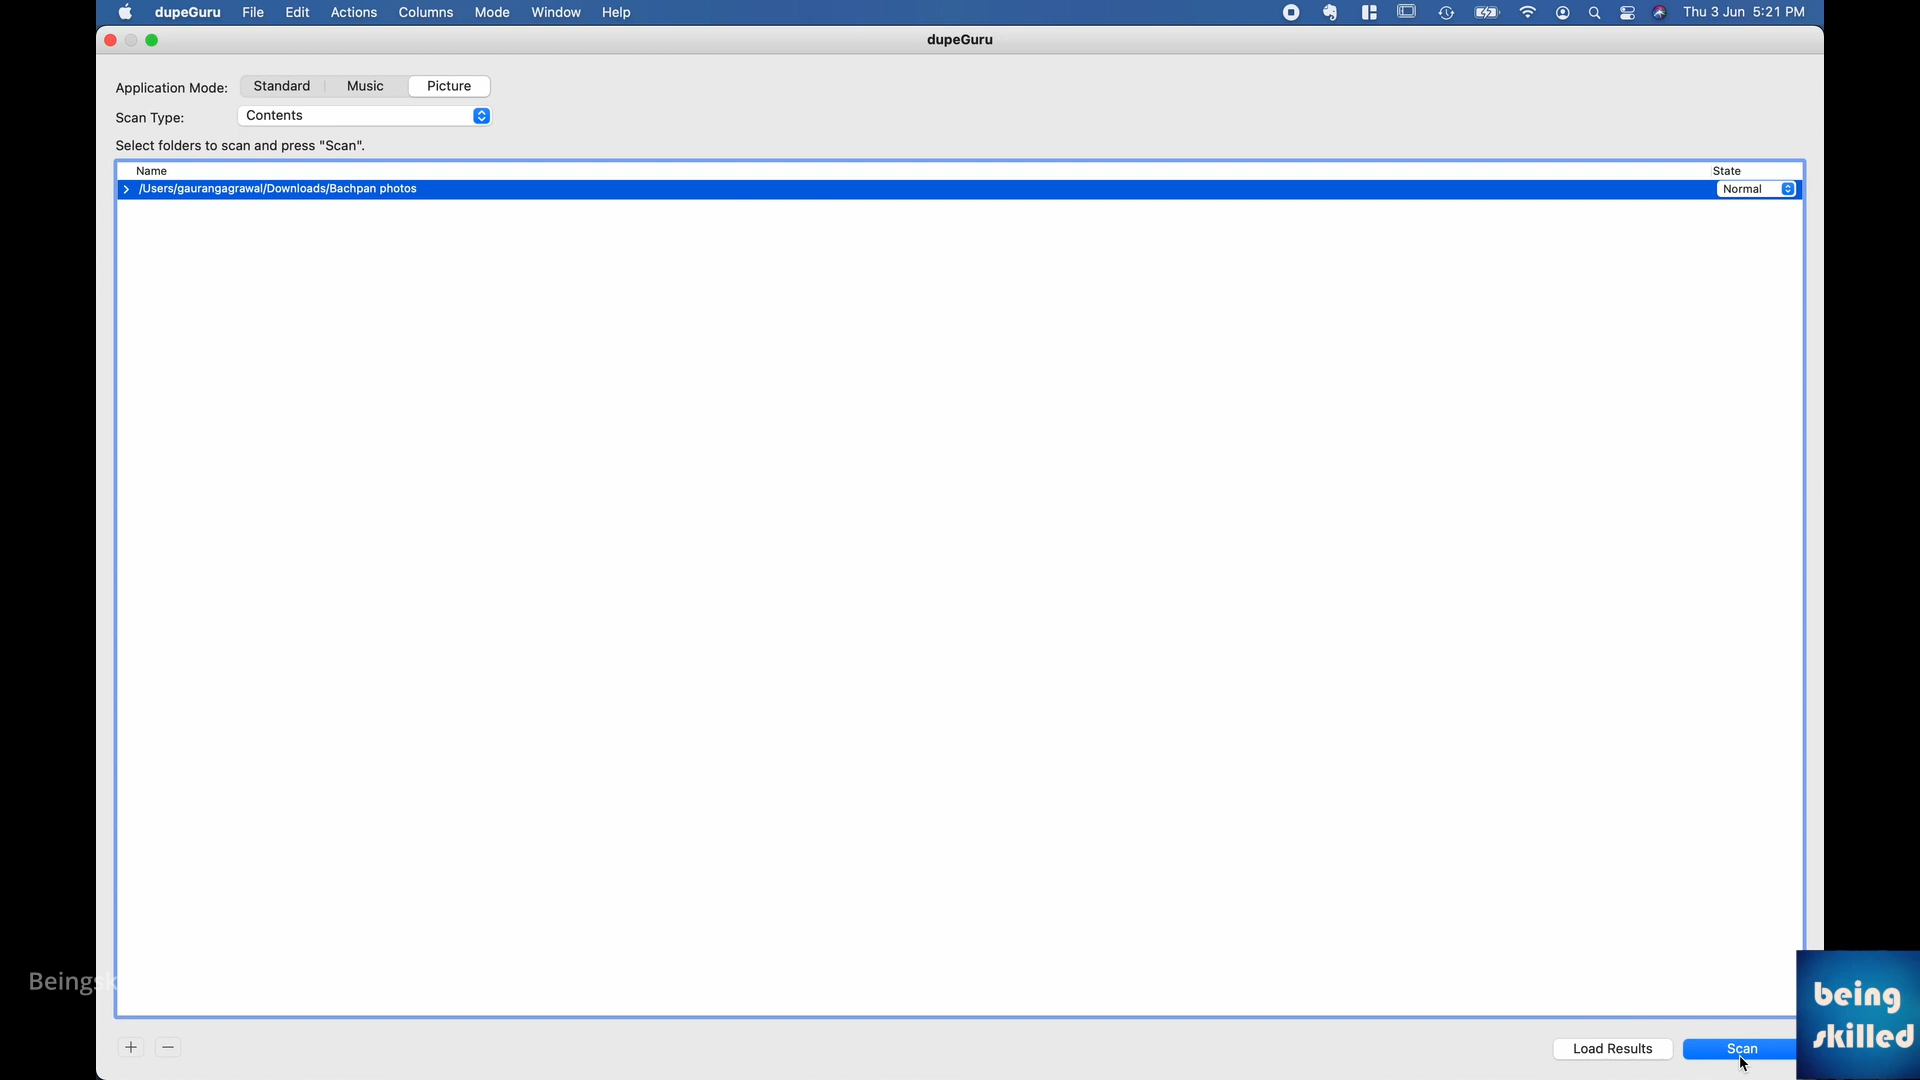 dupeGuru File Edit Actions Columns Mode Window Help Thu 3 Jun 5:21 PM
dupeGuru
Application Mode: Standard Music Picture
Scan Type: Contents
Select folders to scan and press "Scan".
Name State
/Users/gaurangagrawal/Downloads/Bachpan photos Normal
Beingsk
being
skilled
+ −
Load Results Scan